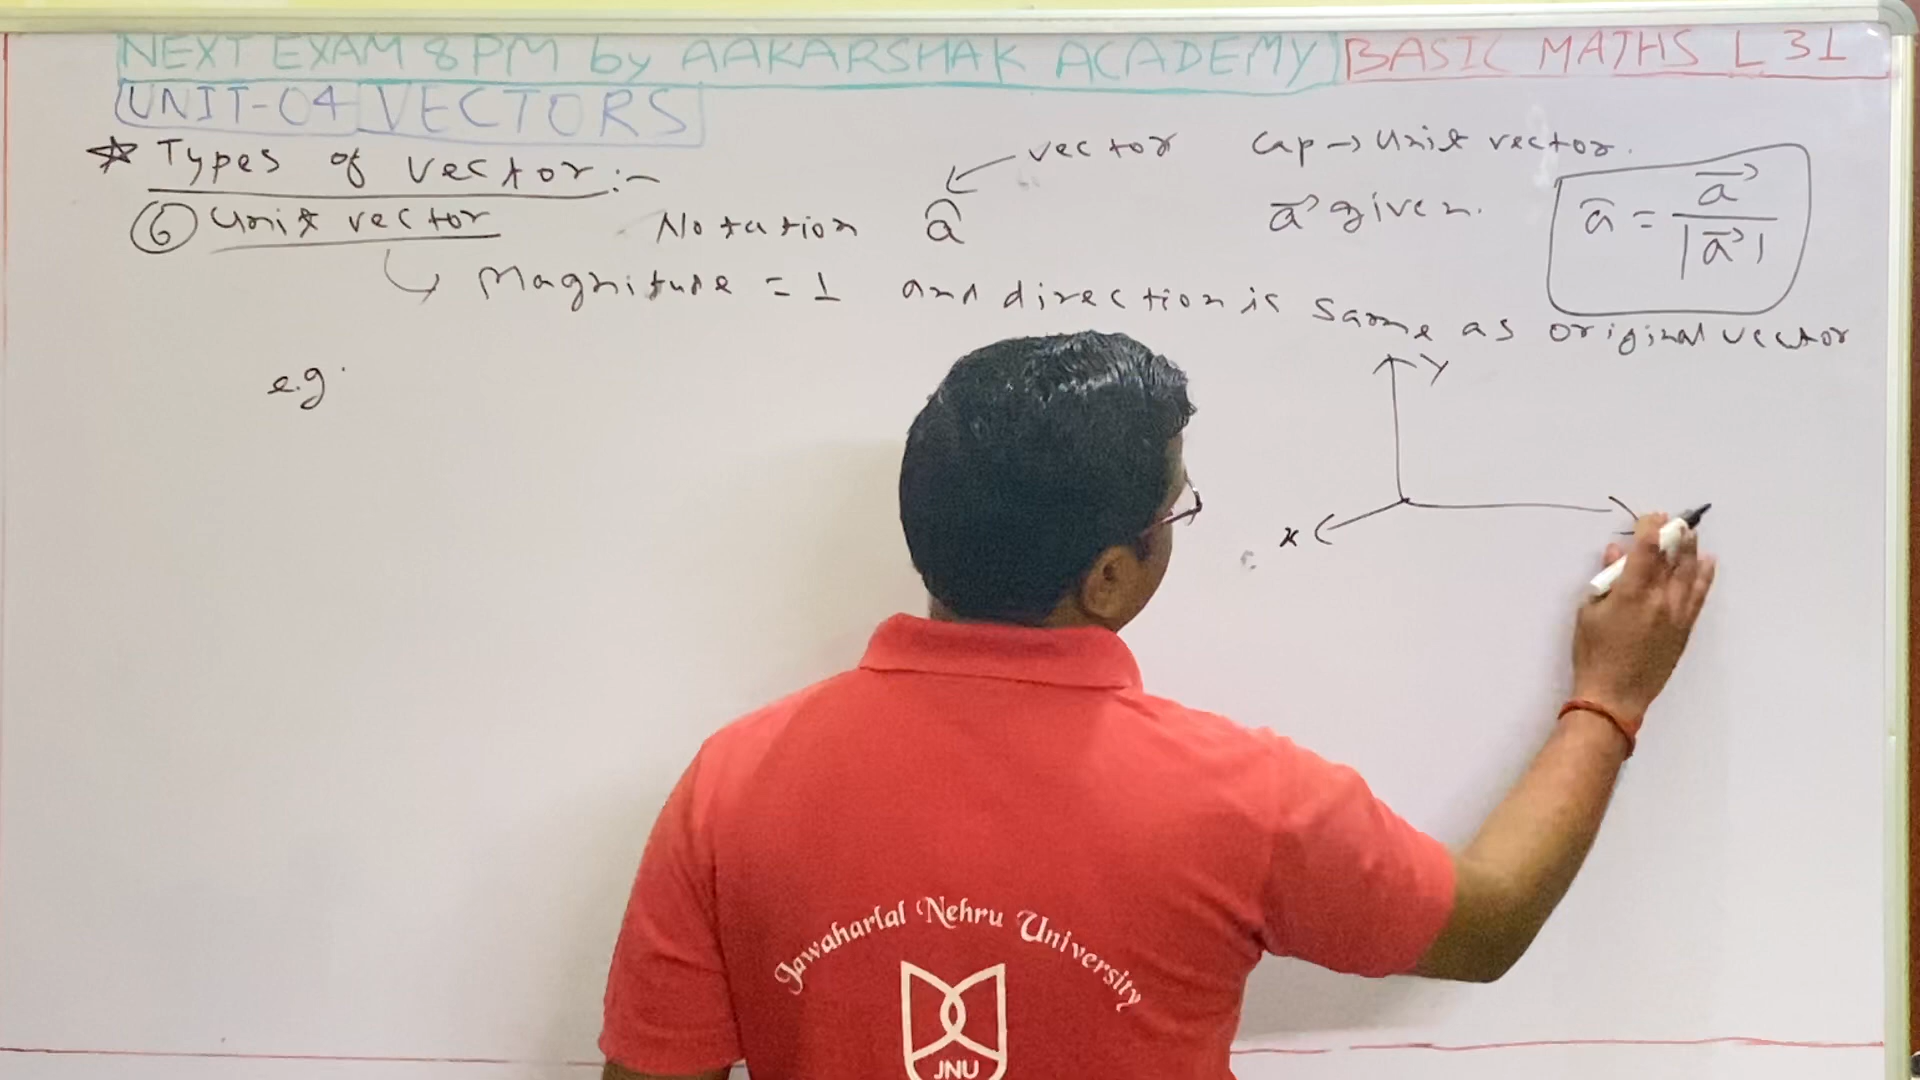 NEXT EXAM 8PM by AAKARSHAK ACADEMY BASIC MATHS L 31
UNIT-04 VECTORS
☆ Types of vector:-
vector Cap → Unit vector.
⑥ Unit vector Notation â a⃗ given. â = a⃗ / |a⃗|
Magnitude = 1 and direction is same as original vector
e.g.
Y
x
Jawaharlal Nehru University
JNU